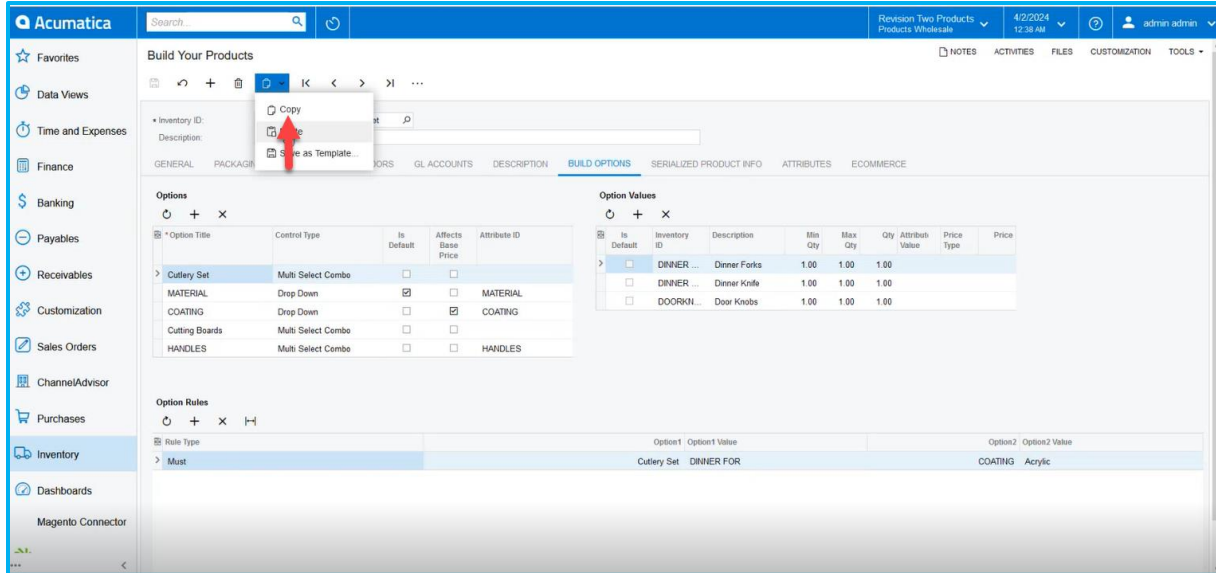 Acumatica
Search...
Revision Two Products
Products Wholesale
4/2/2024
12:38 AM
admin admin
Favorites
Data Views
Time and Expenses
Finance
Banking
Payables
Receivables
Customization
Sales Orders
ChannelAdvisor
Purchases
Inventory
Dashboards
Magento Connector
Build Your Products
NOTES ACTIVITIES FILES CUSTOMIZATION TOOLS
Copy
Save as Template...
* Inventory ID:
Description:
GENERAL GL ACCOUNTS DESCRIPTION BUILD OPTIONS SERIALIZED PRODUCT INFO ATTRIBUTES ECOMMERCE
Options
* Option Title Control Type Is Default Affects Base Price Attribute ID
Cutlery Set Multi Select Combo
MATERIAL Drop Down MATERIAL
COATING Drop Down COATING
Cutting Boards Multi Select Combo
HANDLES Multi Select Combo HANDLES
Option Values
Is Default Inventory ID Description Min Qty Max Qty Qty Attribut Value Price Type Price
DINNER ... Dinner Forks 1.00 1.00 1.00
DINNER ... Dinner Knife 1.00 1.00 1.00
DOORKN... Door Knobs 1.00 1.00 1.00
Option Rules
Rule Type Option1 Option1 Value Option2 Option2 Value
Must Cutlery Set DINNER FOR COATING Acrylic